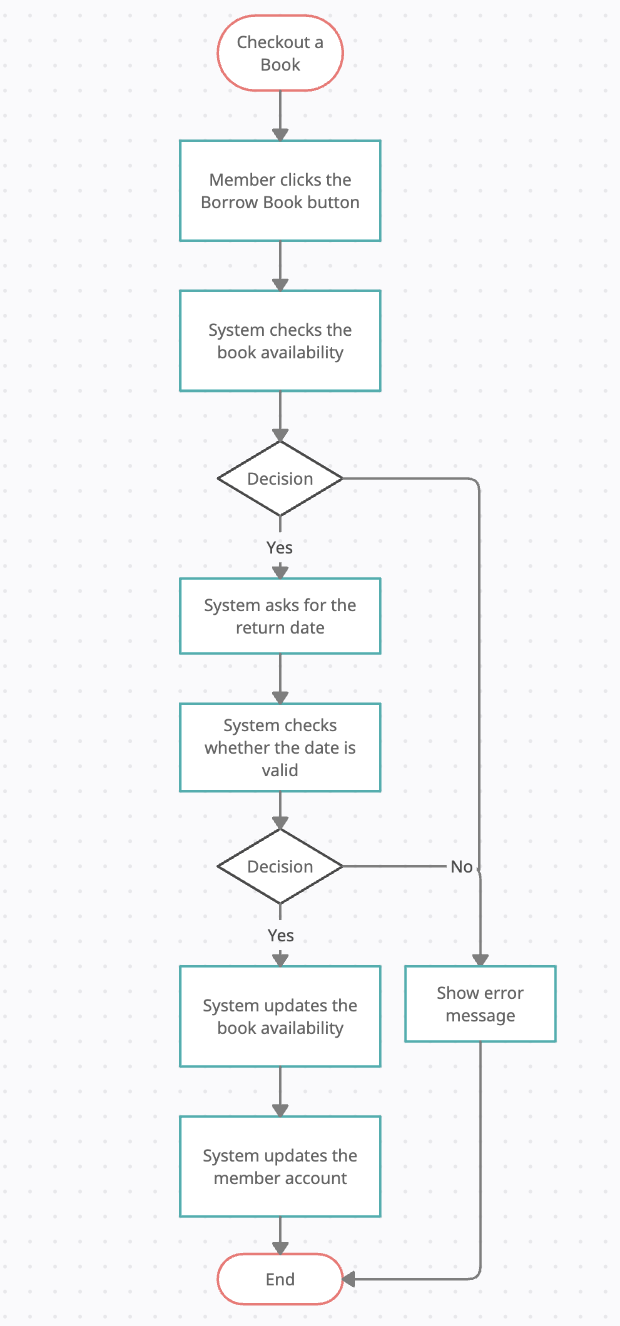 Checkout a
Book
Member clicks the
Borrow Book button
System checks the
book availability
Decision
Yes
System asks for the
return date
System checks
whether the date is
valid
Decision
No
Yes
System updates the
book availability
Show error
message
System updates the
member account
End